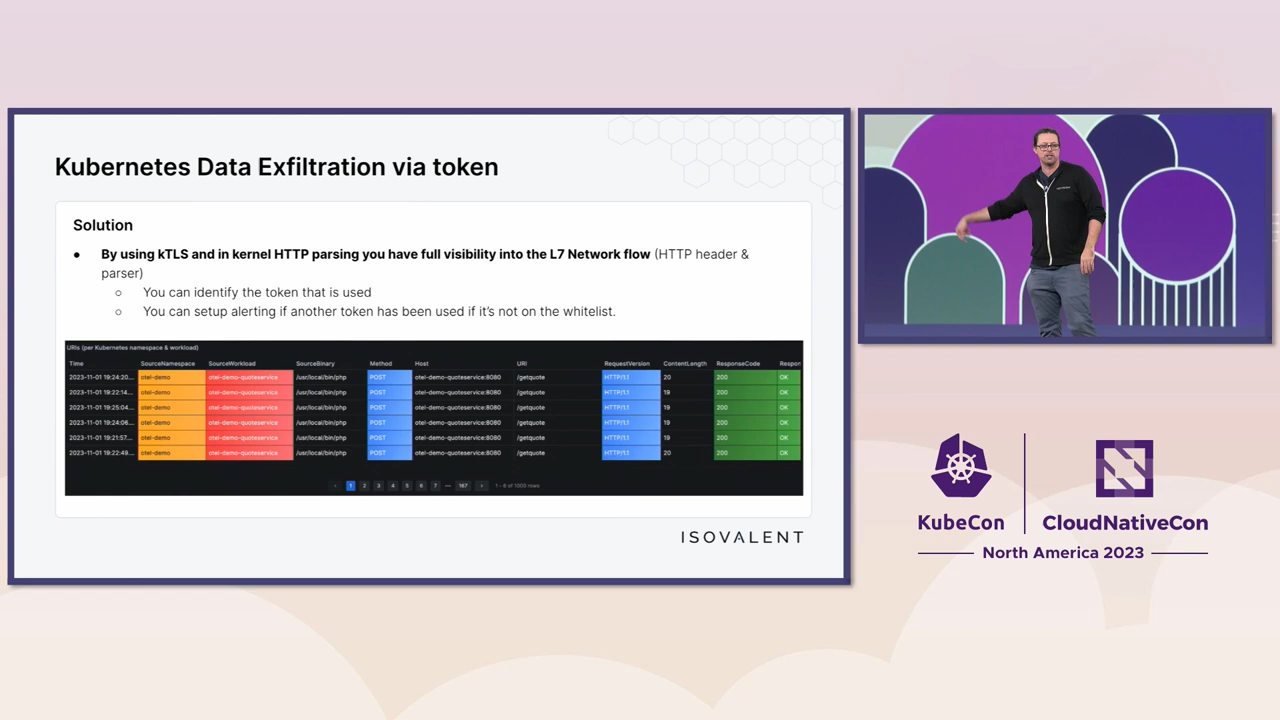 Kubernetes Data Exfiltration via token
Solution
● By using kTLS and in kernel HTTP parsing you have full visibility into the L7 Network flow (HTTP header &
parser)
○ You can identify the token that is used
○ You can setup alerting if another token has been used if it's not on the whitelist.
URIs (per Kubernetes namespace & workload)
Time SourceNamespace SourceWorkload SourceBinary Method Host URI RequestVersion ContentLength ResponseCode Respon
2023-11-01 19:24:20... otel-demo otel-demo-quoteservice /usr/local/bin/php POST otel-demo-quoteservice:8080 /getquote HTTP/1.1 20 200 OK
2023-11-01 19:22:14... otel-demo otel-demo-quoteservice /usr/local/bin/php POST otel-demo-quoteservice:8080 /getquote HTTP/1.1 19 200 OK
2023-11-01 19:25:04... otel-demo otel-demo-quoteservice /usr/local/bin/php POST otel-demo-quoteservice:8080 /getquote HTTP/1.1 19 200 OK
2023-11-01 19:24:06... otel-demo otel-demo-quoteservice /usr/local/bin/php POST otel-demo-quoteservice:8080 /getquote HTTP/1.1 19 200 OK
2023-11-01 19:21:57... otel-demo otel-demo-quoteservice /usr/local/bin/php POST otel-demo-quoteservice:8080 /getquote HTTP/1.1 19 200 OK
2023-11-01 19:22:49... otel-demo otel-demo-quoteservice /usr/local/bin/php POST otel-demo-quoteservice:8080 /getquote HTTP/1.1 20 200 OK
‹ 1 2 3 4 5 6 7 ··· 167 › 1 - 6 of 1000 rows
ISOVALENT
KubeCon
CloudNativeCon
North America 2023